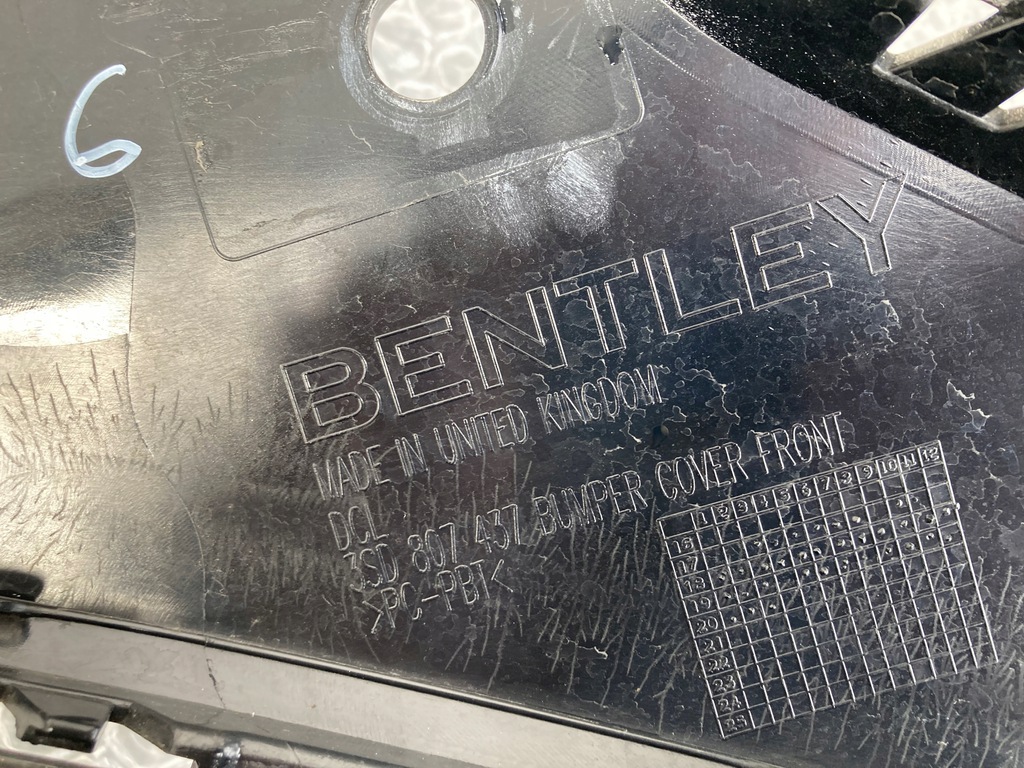 6
BENTLEY
MADE IN UNITED KINGDOM
DCL
3SD 807 437 BUMPER COVER FRONT
>PC-PBT<
1 2 3 4 5 6 7 8 9 10 11 12
16
17
18
19
20
21
22
23
24
25